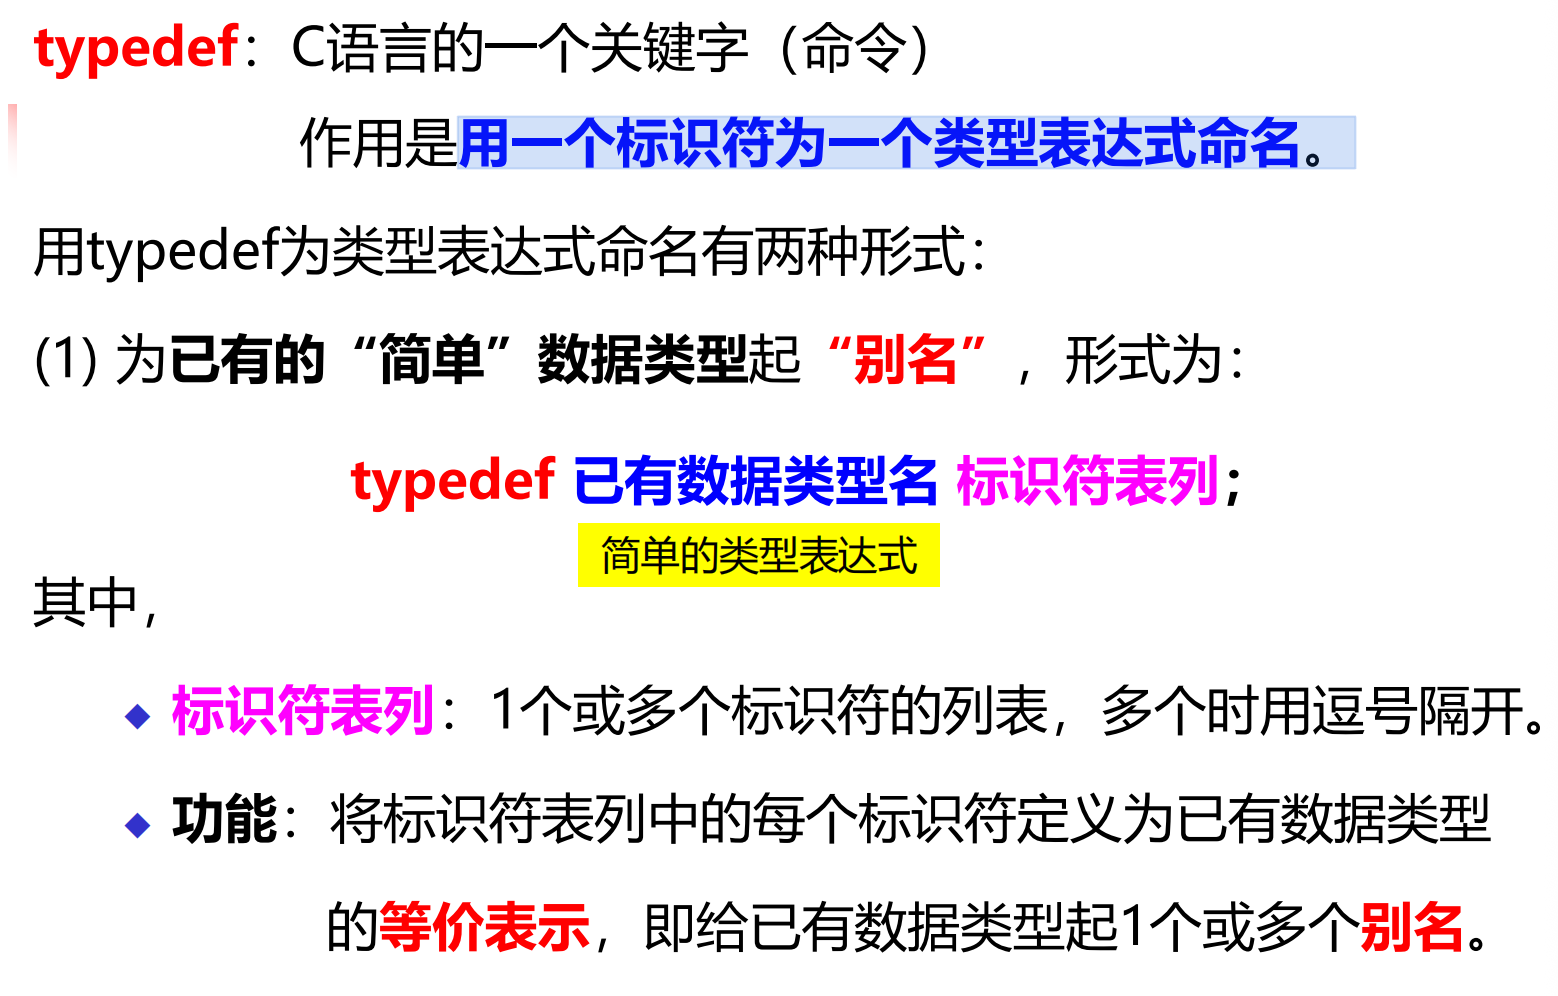 typedef：C语言的一个关键字（命令）
作用是用一个标识符为一个类型表达式命名。
用typedef为类型表达式命名有两种形式：
(1) 为已有的“简单”数据类型起“别名”，形式为：
typedef 已有数据类型名 标识符表列；
简单的类型表达式
其中，
◆ 标识符表列：1个或多个标识符的列表，多个时用逗号隔开。
◆ 功能：将标识符表列中的每个标识符定义为已有数据类型
的等价表示，即给已有数据类型起1个或多个别名。